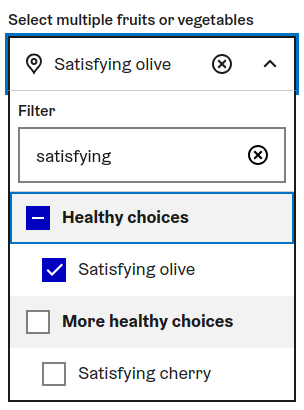 Select multiple fruits or vegetables
Satisfying olive
Filter
satisfying
Healthy choices
Satisfying olive
More healthy choices
Satisfying cherry